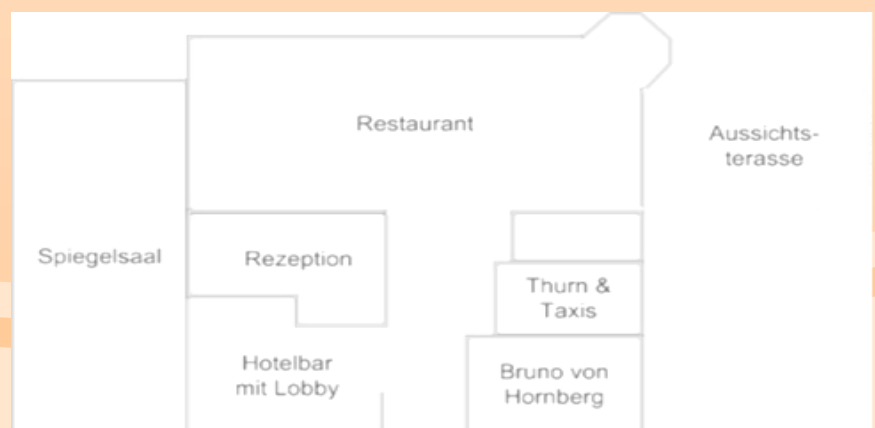 Restaurant
Aussichts-
terasse
Spiegelsaal
Rezeption
Thurn &
Taxis
Hotelbar
mit Lobby
Bruno von
Hornberg